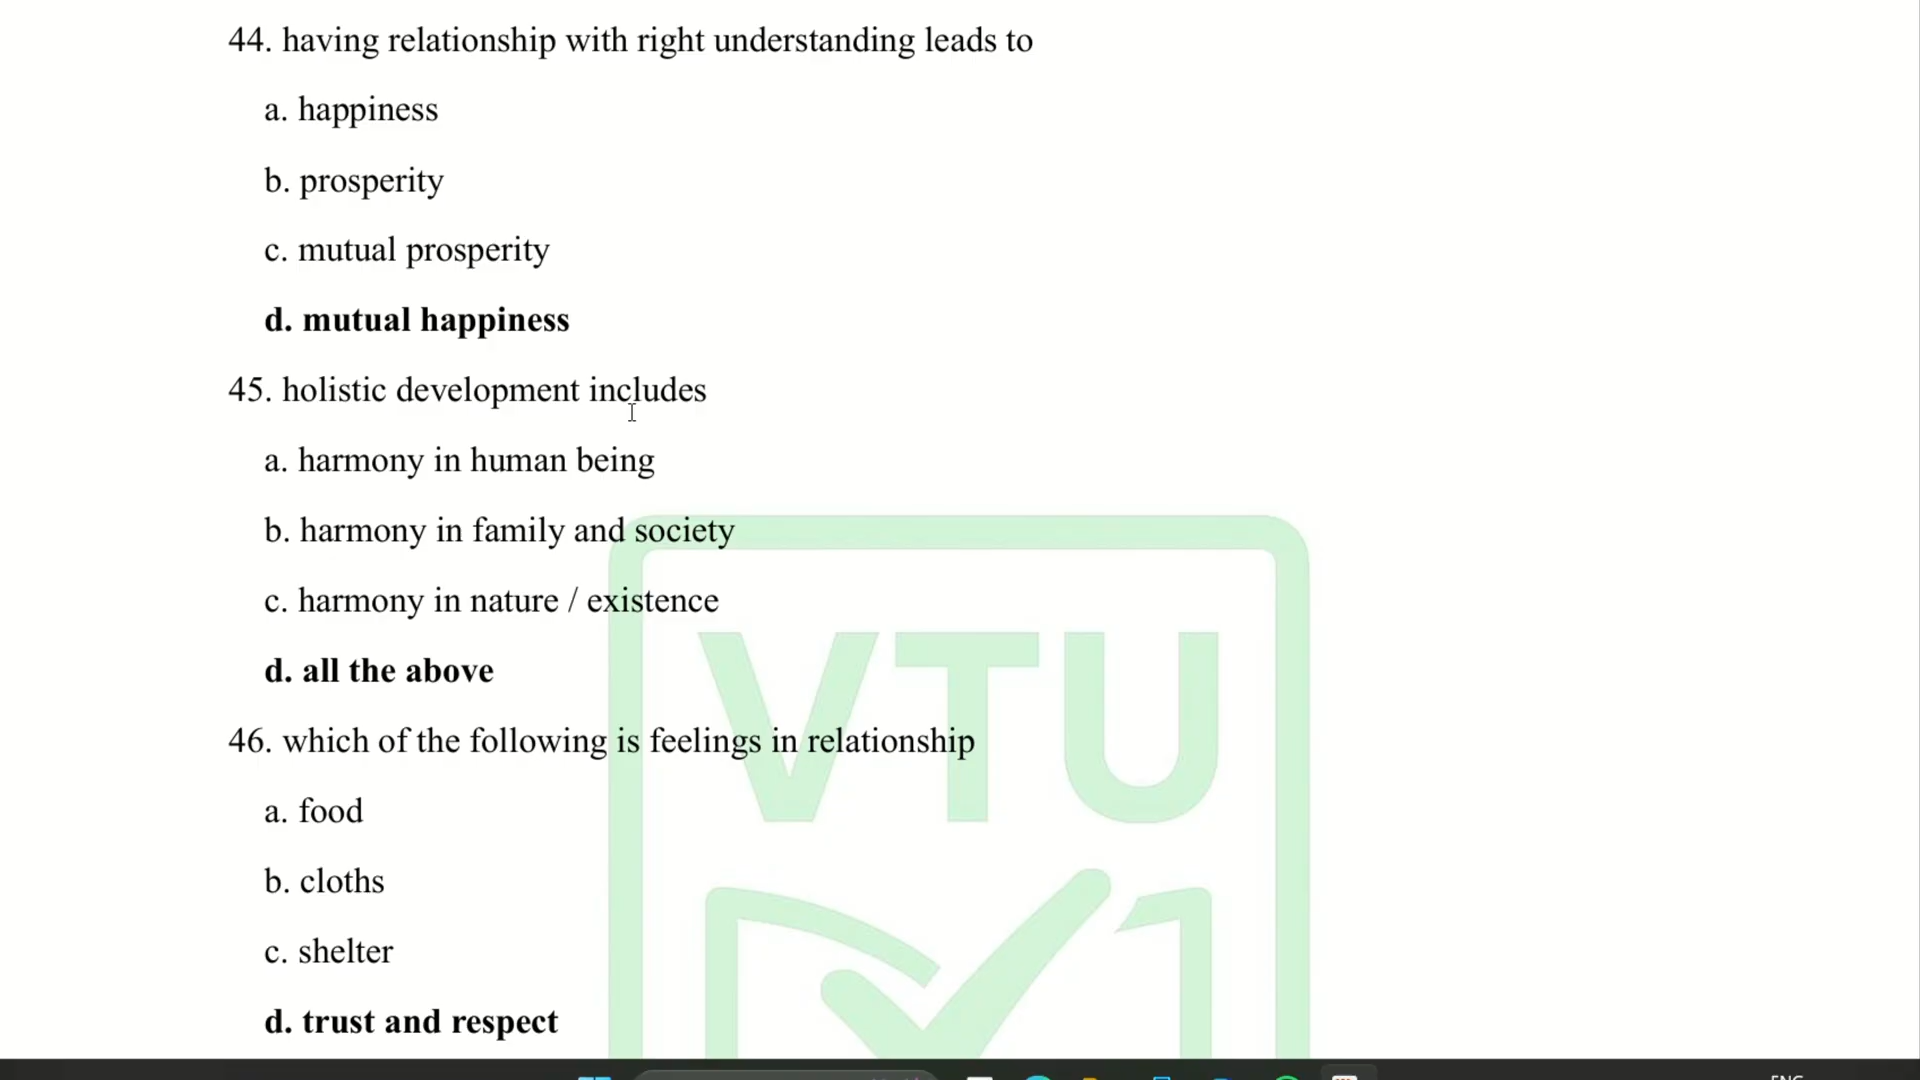 44. having relationship with right understanding leads to
a. happiness
b. prosperity
c. mutual prosperity
d. mutual happiness
45. holistic development includes
a. harmony in human being
b. harmony in family and society
c. harmony in nature / existence
d. all the above
46. which of the following is feelings in relationship
a. food
b. cloths
c. shelter
d. trust and respect
VTU
ENG